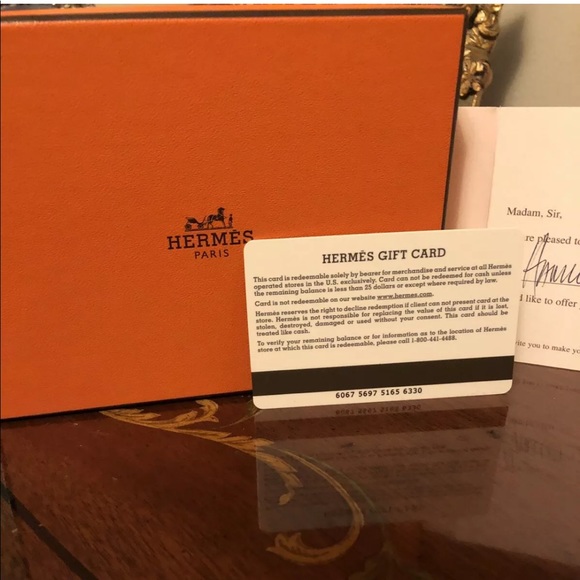 HERMÈS
PARIS
HERMÈS GIFT CARD
This card is redeemable solely by bearer for merchandise and service at all Hermès
operated stores in the U.S. exclusively. Card can not be redeemed for cash unless
the remaining balance is less than 25 dollars or except where required by law.
Card is not redeemable on our website www.hermes.com.
Hermès reserves the right to decline redemption if client can not present card at the
store. Hermès is not responsible for replacing the value of this card if it is lost,
stolen, destroyed, damaged or used without your consent. This card should be
treated like cash.
To verify your remaining balance or for information as to the location of Hermès
store at which this card is redeemable, please call 1-800-441-4488.
6067 5697 5165 6330
Madam, Sir,
re pleased to
like to offer
ite you to make yo